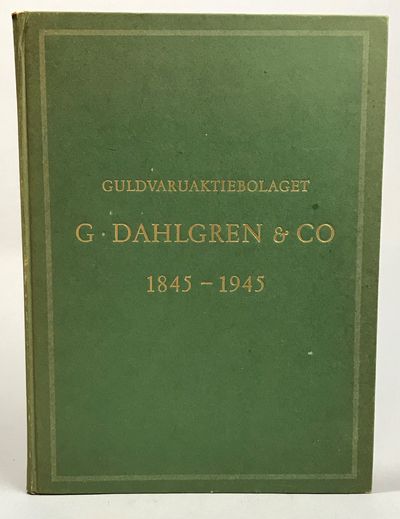 GULDVARUAKTIEBOLAGET
G · DAHLGREN & CO
1845 – 1945